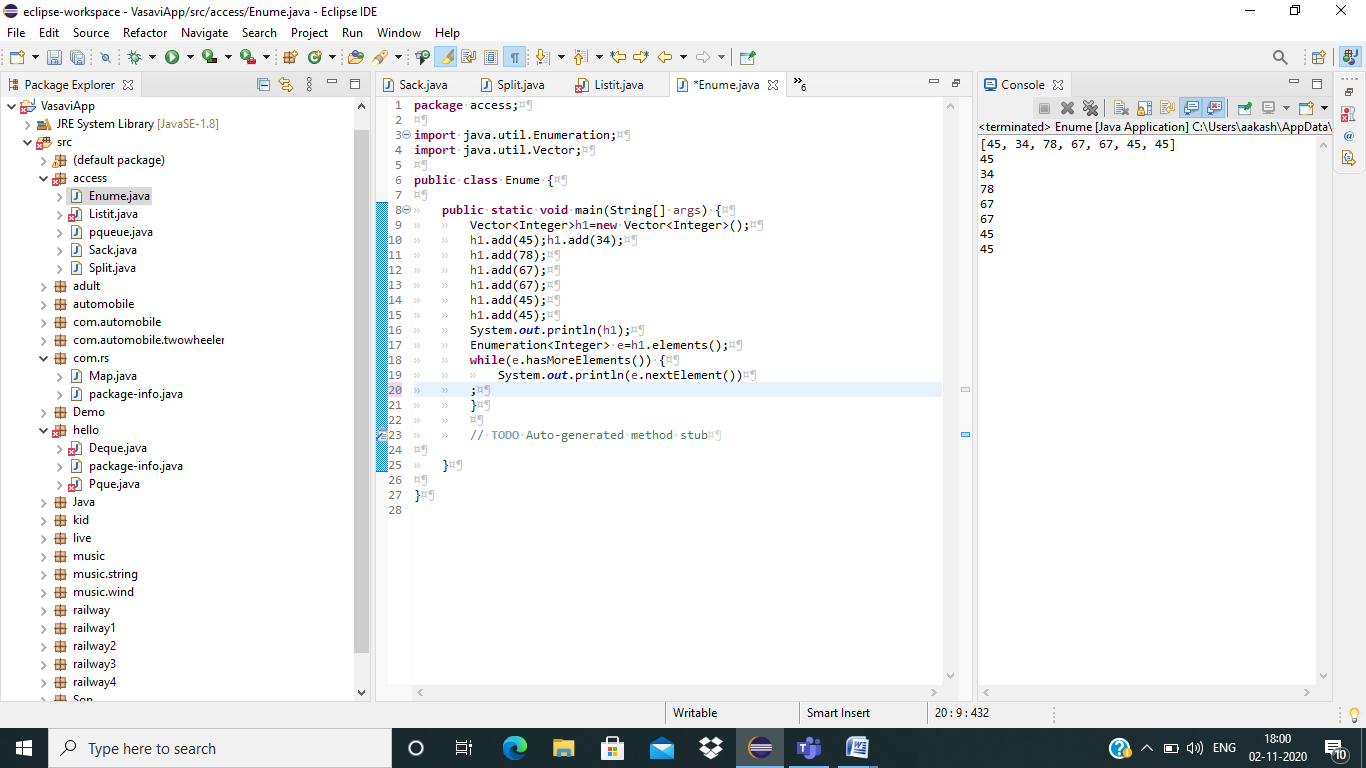 eclipse-workspace - VasaviApp/src/access/Enume.java - Eclipse IDE
File Edit Source Refactor Navigate Search Project Run Window Help
Package Explorer
VasaviApp
JRE System Library [JavaSE-1.8]
src
(default package)
access
Enume.java
Listit.java
pqueue.java
Sack.java
Split.java
adult
automobile
com.automobile
com.automobile.twowheeler
com.rs
Map.java
package-info.java
Demo
hello
Deque.java
package-info.java
Pque.java
Java
kid
live
music
music.string
music.wind
railway
railway1
railway2
railway3
railway4
Son
Sack.java Split.java Listit.java *Enume.java »6
1 package access;¤¶
2 ¤¶
3 import java.util.Enumeration;¤¶
4 import java.util.Vector;¤¶
5 ¤¶
6 public class Enume {¤¶
7 ¤¶
8 » public static void main(String[] args) {¤¶
9 » » Vector<Integer>h1=new Vector<Integer>();¤¶
10 » » h1.add(45);h1.add(34);¤¶
11 » » h1.add(78);¤¶
12 » » h1.add(67);¤¶
13 » » h1.add(67);¤¶
14 » » h1.add(45);¤¶
15 » » h1.add(45);¤¶
16 » » System.out.println(h1);¤¶
17 » » Enumeration<Integer> e=h1.elements();¤¶
18 » » while(e.hasMoreElements()) {¤¶
19 » » » System.out.println(e.nextElement())¤¶
20 » » ;¤¶
21 » » }¤¶
22 » » ¤¶
23 » » // TODO Auto-generated method stub¤¶
24 ¤¶
25 » }¤¶
26 ¤¶
27 }¤¶
28
Console
<terminated> Enume [Java Application] C:\Users\aakash\AppData\
[45, 34, 78, 67, 67, 45, 45]
45
34
78
67
67
45
45
Writable Smart Insert 20 : 9 : 432
Type here to search
ENG
18:00
02-11-2020
10